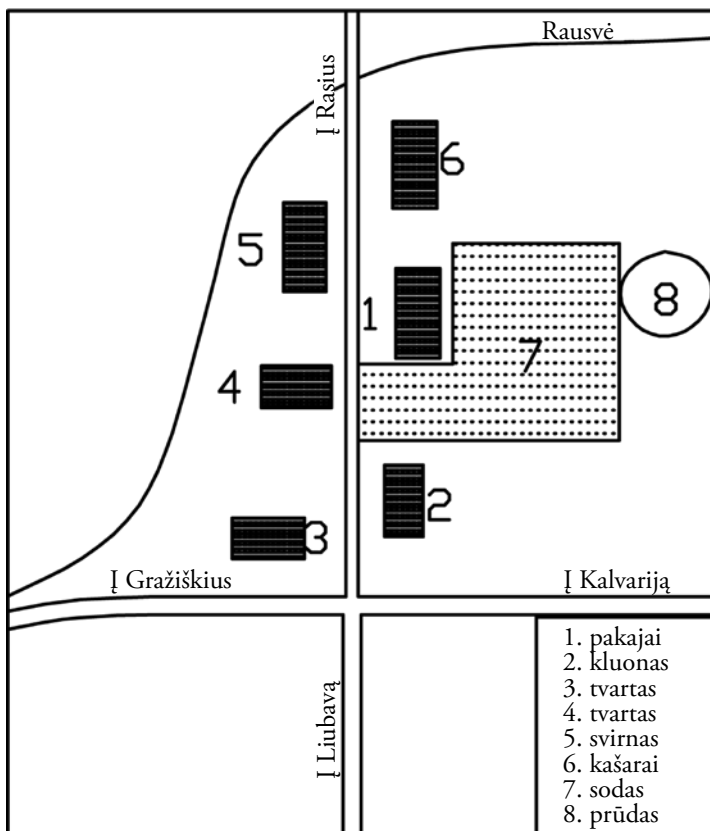 Rausvė
Į Rasius
6
5
1
8
7
4
2
3
Į Gražiškius
Į Kalvariją
Į Liubavą
1. pakajai
2. kluonas
3. tvartas
4. tvartas
5. svirnas
6. kašarai
7. sodas
8. prūdas